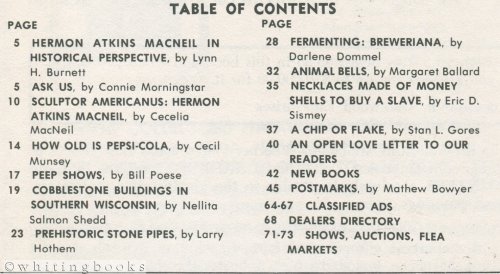 TABLE OF CONTENTS
PAGE
5 HERMON ATKINS MACNEIL IN
HISTORICAL PERSPECTIVE, by Lynn
H. Burnett
5 ASK US, by Connie Morningstar
10 SCULPTOR AMERICANUS: HERMON
ATKINS MACNEIL, by Cecelia
MacNeil
14 HOW OLD IS PEPSI-COLA, by Cecil
Munsey
17 PEEP SHOWS, by Bill Poese
19 COBBLESTONE BUILDINGS IN
SOUTHERN WISCONSIN, by Nellita
Salmon Shedd
23 PREHISTORIC STONE PIPES, by Larry
Hothem
PAGE
28 FERMENTING: BREWERIANA, by
Darlene Dommel
32 ANIMAL BELLS, by Margaret Ballard
35 NECKLACES MADE OF MONEY
SHELLS TO BUY A SLAVE, by Eric D.
Sismey
37 A CHIP OR FLAKE, by Stan L. Gores
40 AN OPEN LOVE LETTER TO OUR
READERS
42 NEW BOOKS
45 POSTMARKS, by Mathew Bowyer
64-67 CLASSIFIED ADS
68 DEALERS DIRECTORY
71-73 SHOWS, AUCTIONS, FLEA
MARKETS
©whitingbooks